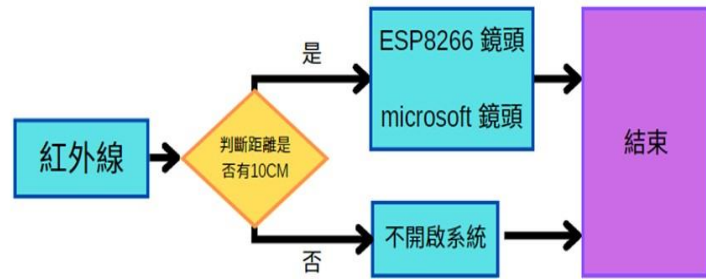 紅外線
判斷距離是
否有10CM
是
ESP8266 鏡頭
microsoft 鏡頭
否
不開啟系統
結束